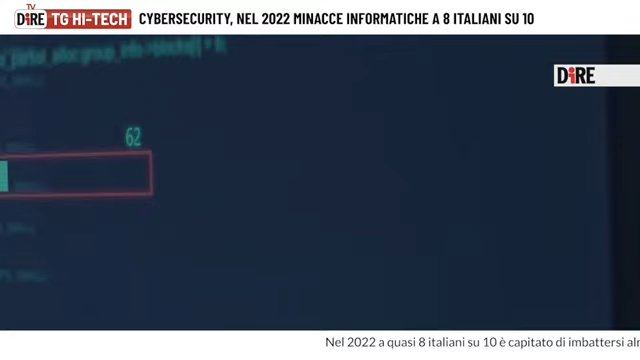 TV
DiRE TG HI-TECH CYBERSECURITY, NEL 2022 MINACCE INFORMATICHE A 8 ITALIANI SU 10
DiRE
62
Nel 2022 a quasi 8 italiani su 10 è capitato di imbattersi